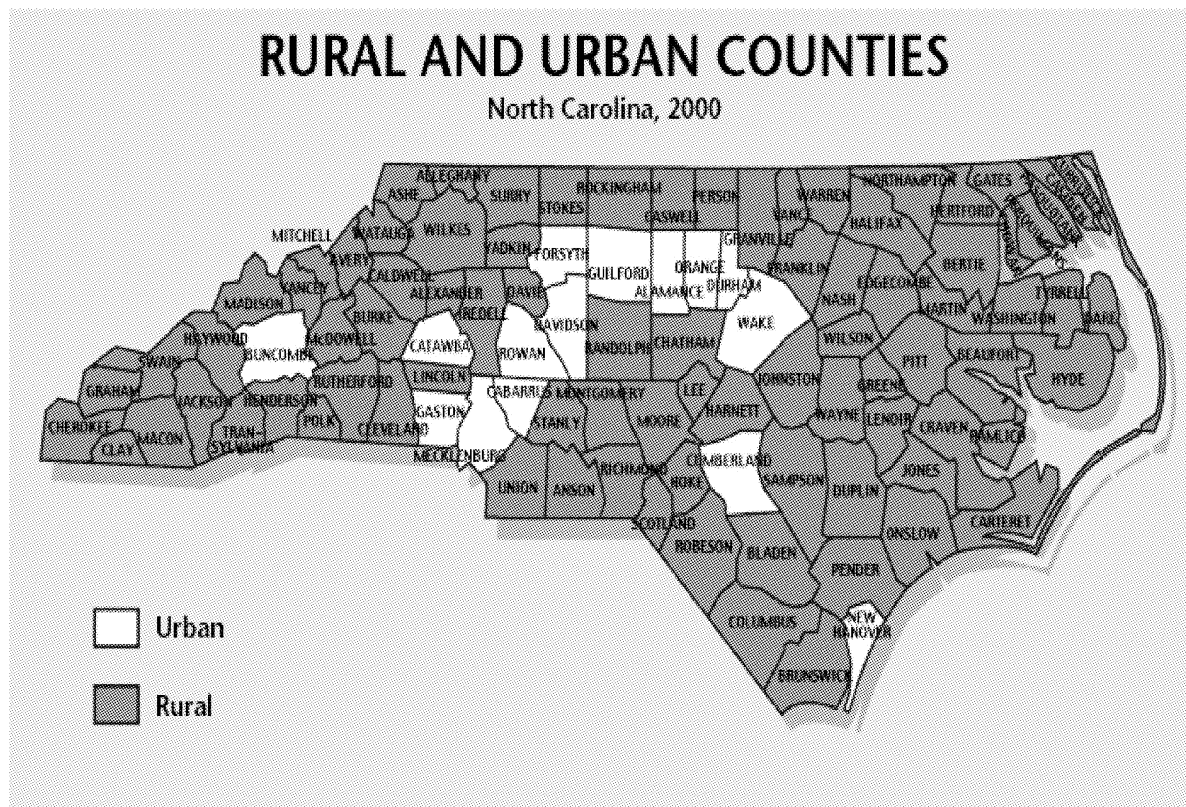 RURAL AND URBAN COUNTIES
North Carolina, 2000
ALLEGHANY
ASHE
SURRY
STOKES
ROCKINGHAM
CASWELL
PERSON
WARREN
NORTHAMPTON
GATES
HERTFORD
HALIFAX
MITCHELL
WATAUGA
WILKES
YADKIN
FORSYTH
GUILFORD
ALAMANCE
ORANGE
DURHAM
GRANVILLE
FRANKLIN
AVERY
CALDWELL
ALEXANDER
IREDELL
DAVIE
BERTIE
EDGECOMBE
NASH
MARTIN
WASHINGTON
TYRRELL
DARE
MADISON
YANCEY
BURKE
McDOWELL
HAYWOOD
BUNCOMBE
CATAWBA
ROWAN
DAVIDSON
RANDOLPH
CHATHAM
WAKE
WILSON
PITT
BEAUFORT
HYDE
SWAIN
GRAHAM
JACKSON
HENDERSON
RUTHERFORD
LINCOLN
CABARRUS
MONTGOMERY
LEE
JOHNSTON
GREENE
CHEROKEE
CLAY
MACON
TRAN-
SYLVANIA
POLK
CLEVELAND
GASTON
STANLY
MOORE
HARNETT
WAYNE
LENOIR
CRAVEN
PAMLICO
MECKLENBURG
UNION
ANSON
RICHMOND
HOKE
CUMBERLAND
SAMPSON
DUPLIN
JONES
SCOTLAND
ROBESON
BLADEN
ONSLOW
CARTERET
PENDER
COLUMBUS
NEW
HANOVER
BRUNSWICK
Urban
Rural